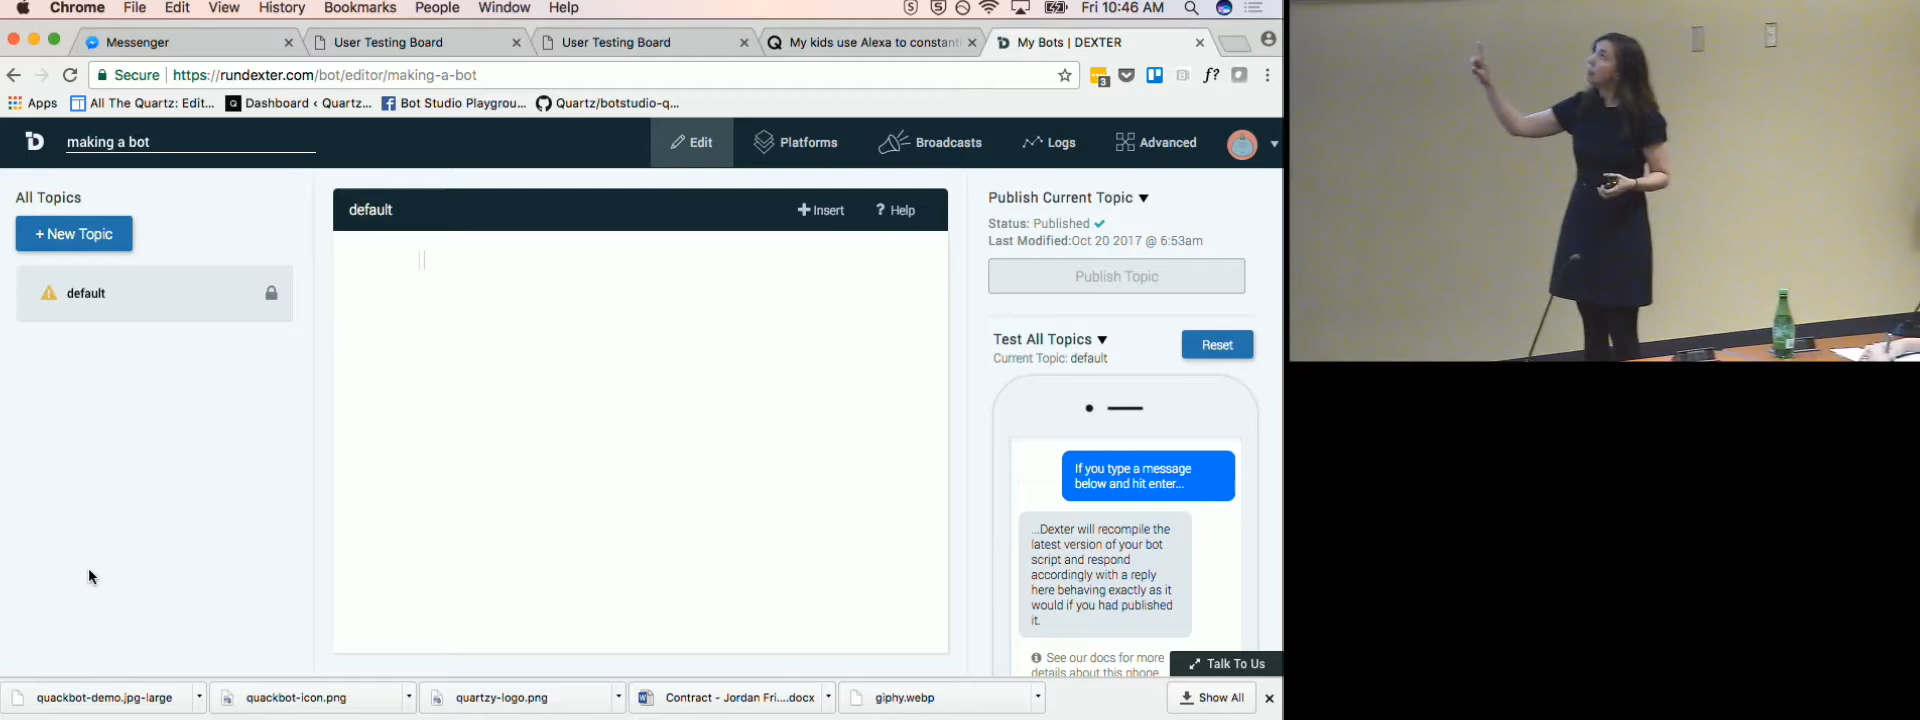 Chrome File Edit View History Bookmarks People Window Help Fri 10:46 AM
Messenger User Testing Board User Testing Board My kids use Alexa to constant My Bots | DEXTER
Secure https://rundexter.com/bot/editor/making-a-bot
Apps All The Quartz: Edit... Dashboard ‹ Quartz... Bot Studio Playgrou... Quartz/botstudio-q...
making a bot Edit Platforms Broadcasts Logs Advanced
All Topics
+ New Topic
default
default + Insert ? Help
Publish Current Topic
Status: Published
Last Modified:Oct 20 2017 @ 6:53am
Publish Topic
Test All Topics Reset
Current Topic: default
If you type a message
below and hit enter...
...Dexter will recompile the
latest version of your bot
script and respond
accordingly with a reply
here behaving exactly as it
would if you had published
it.
See our docs for more
details about this phone
Talk To Us
quackbot-demo.jpg-large quackbot-icon.png quartzy-logo.png Contract - Jordan Fri....docx giphy.webp Show All